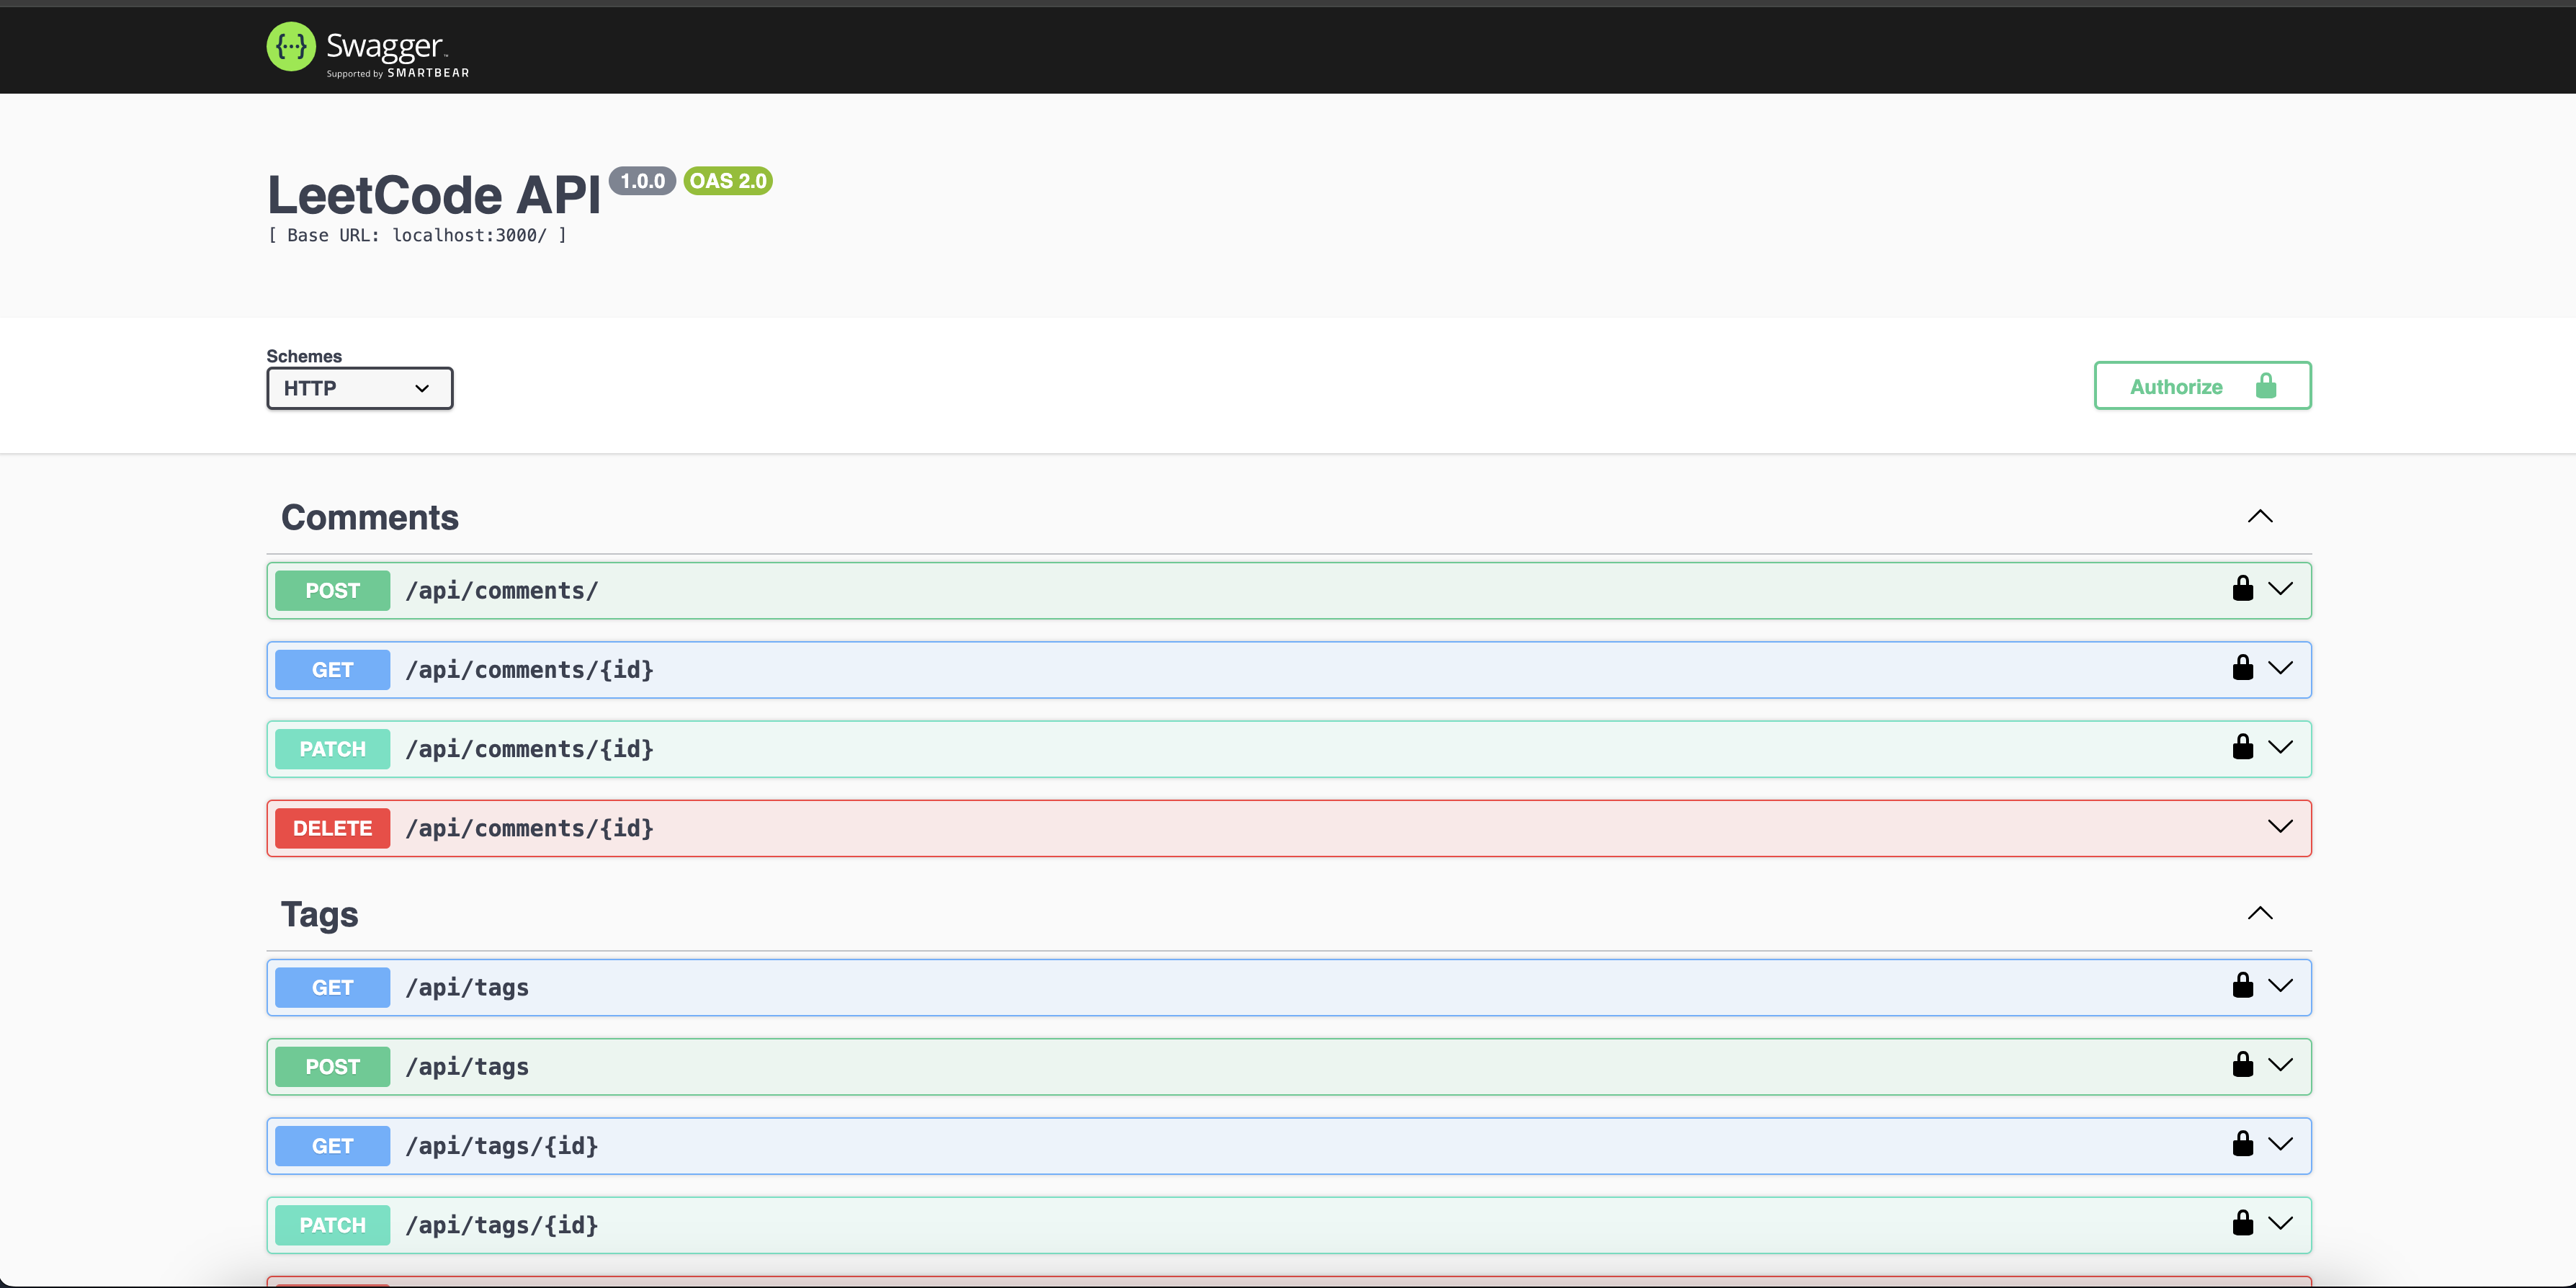 {···} Swagger™
Supported by SMARTBEAR
LeetCode API 1.0.0 OAS 2.0
[ Base URL: localhost:3000/ ]
Schemes
HTTP
Authorize
Comments
POST /api/comments/
GET /api/comments/{id}
PATCH /api/comments/{id}
DELETE /api/comments/{id}
Tags
GET /api/tags
POST /api/tags
GET /api/tags/{id}
PATCH /api/tags/{id}